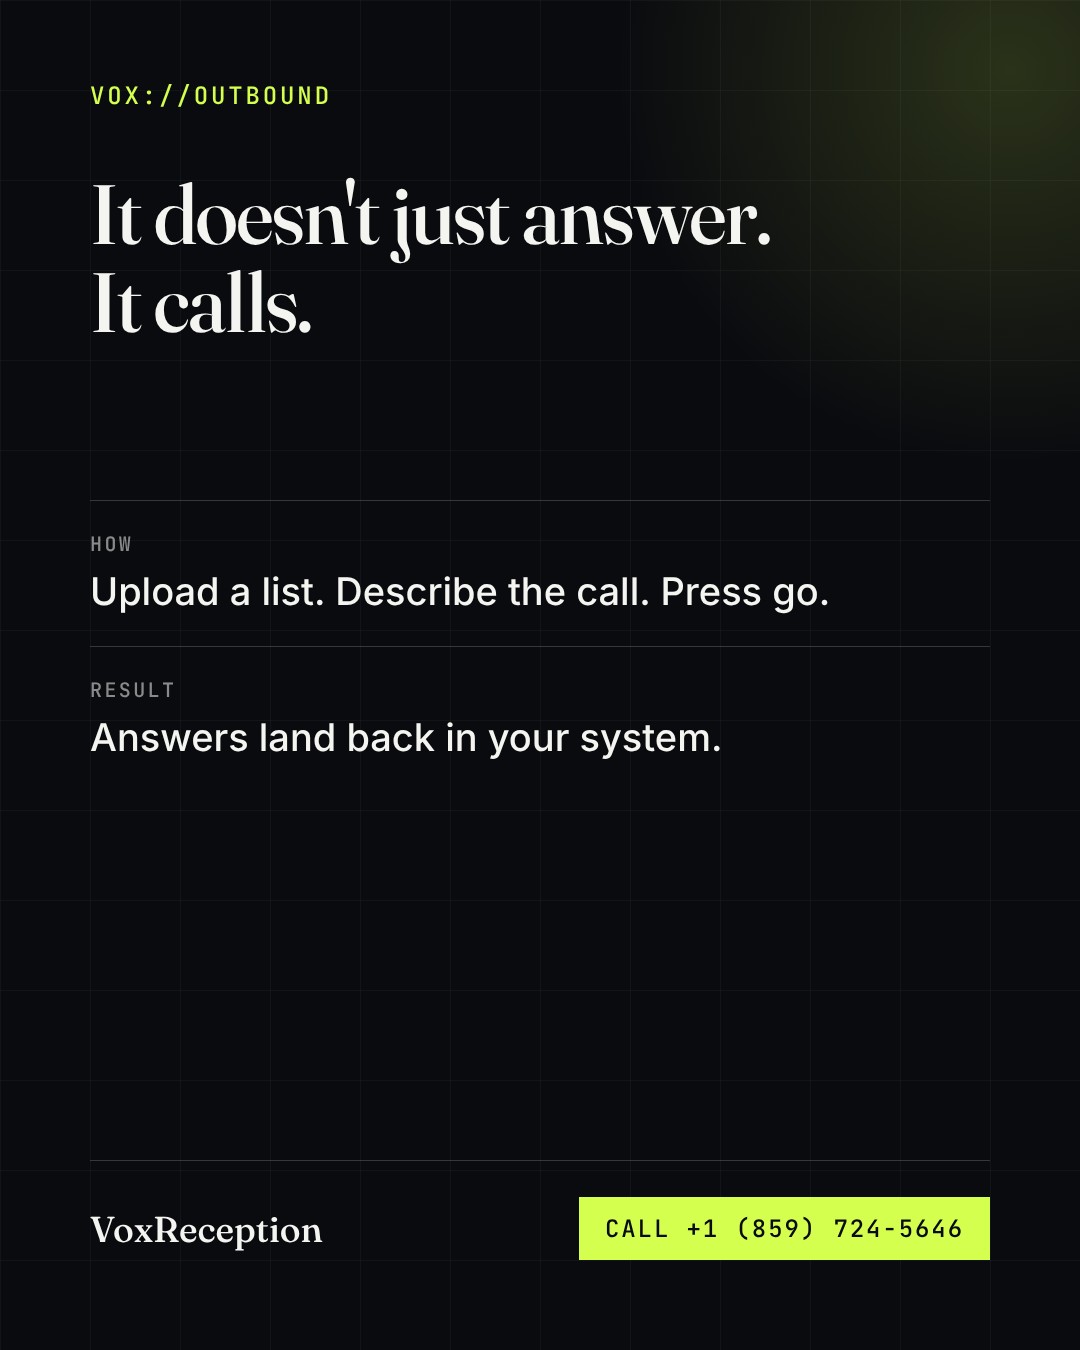 VOX://OUTBOUND
It doesn't just answer.
It calls.
HOW
Upload a list. Describe the call. Press go.
RESULT
Answers land back in your system.
VoxReception
CALL +1 (859) 724-5646